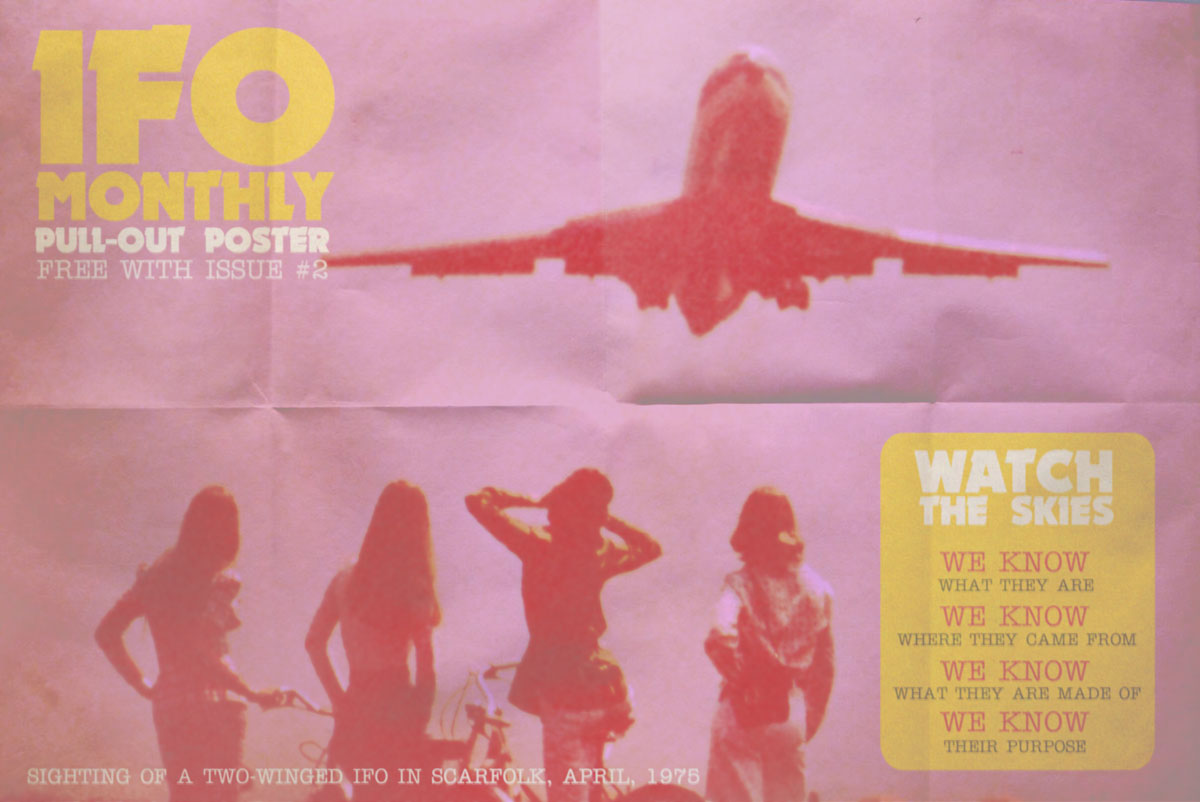 IFO
MONTHLY
PULL-OUT POSTER
FREE WITH ISSUE #2
WATCH
THE SKIES
WE KNOW
WHAT THEY ARE
WE KNOW
WHERE THEY CAME FROM
WE KNOW
WHAT THEY ARE MADE OF
WE KNOW
THEIR PURPOSE
SIGHTING OF A TWO-WINGED IFO IN SCARFOLK, APRIL, 1975